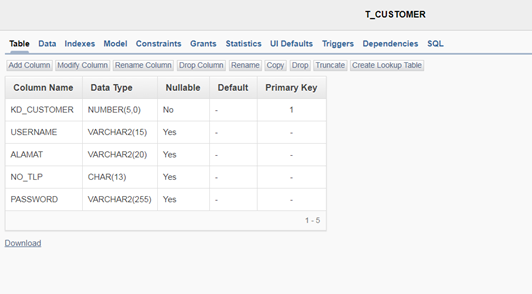 T_CUSTOMER
Table Data Indexes Model Constraints Grants Statistics UI Defaults Triggers Dependencies SQL
Add Column Modify Column Rename Column Drop Column Rename Copy Drop Truncate Create Lookup Table
Column Name Data Type Nullable Default Primary Key
KD_CUSTOMER NUMBER(5,0) No - 1
USERNAME VARCHAR2(15) Yes - -
ALAMAT VARCHAR2(20) Yes - -
NO_TLP CHAR(13) Yes - -
PASSWORD VARCHAR2(255) Yes - -
1 - 5
Download